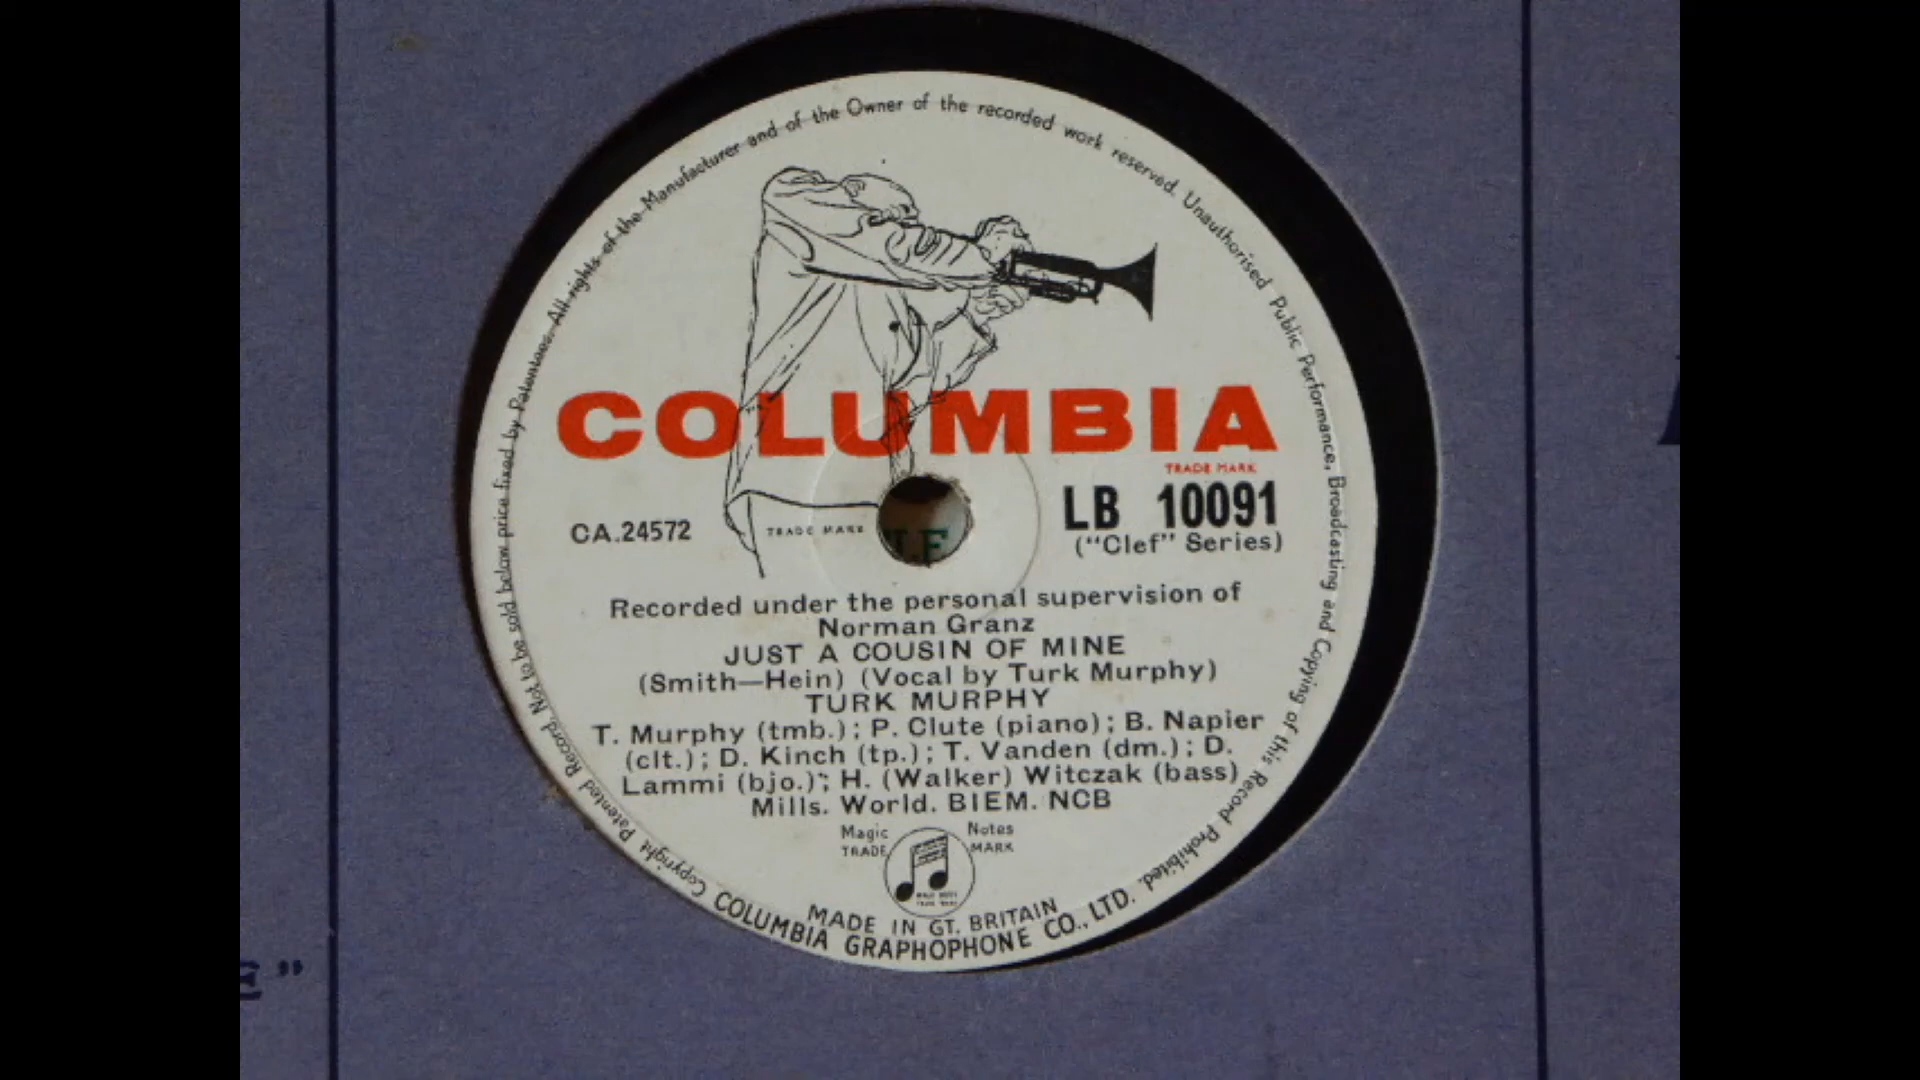 Copyright Patented Record. Not to be sold below price fixed by Patentees. All rights of the Manufacturer and of the Owner of the recorded work reserved. Unauthorised Public Performance, Broadcasting and Copying of this Record Prohibited.
COLUMBIA
TRADE MARK
CA.24572
TRADE MARK
LB 10091
("Clef" Series)
Recorded under the personal supervision of
Norman Granz
JUST A COUSIN OF MINE
(Smith—Hein) (Vocal by Turk Murphy)
TURK MURPHY
T. Murphy (tmb.); P. Clute (piano); B. Napier
(clt.); D. Kinch (tp.); T. Vanden (dm.); D.
Lammi (bjo.); H. (Walker) Witczak (bass)
Mills. World. BIEM. NCB
Magic Notes
TRADE MARK
MADE IN GT. BRITAIN
COLUMBIA GRAPHOPHONE CO., LTD.
E"